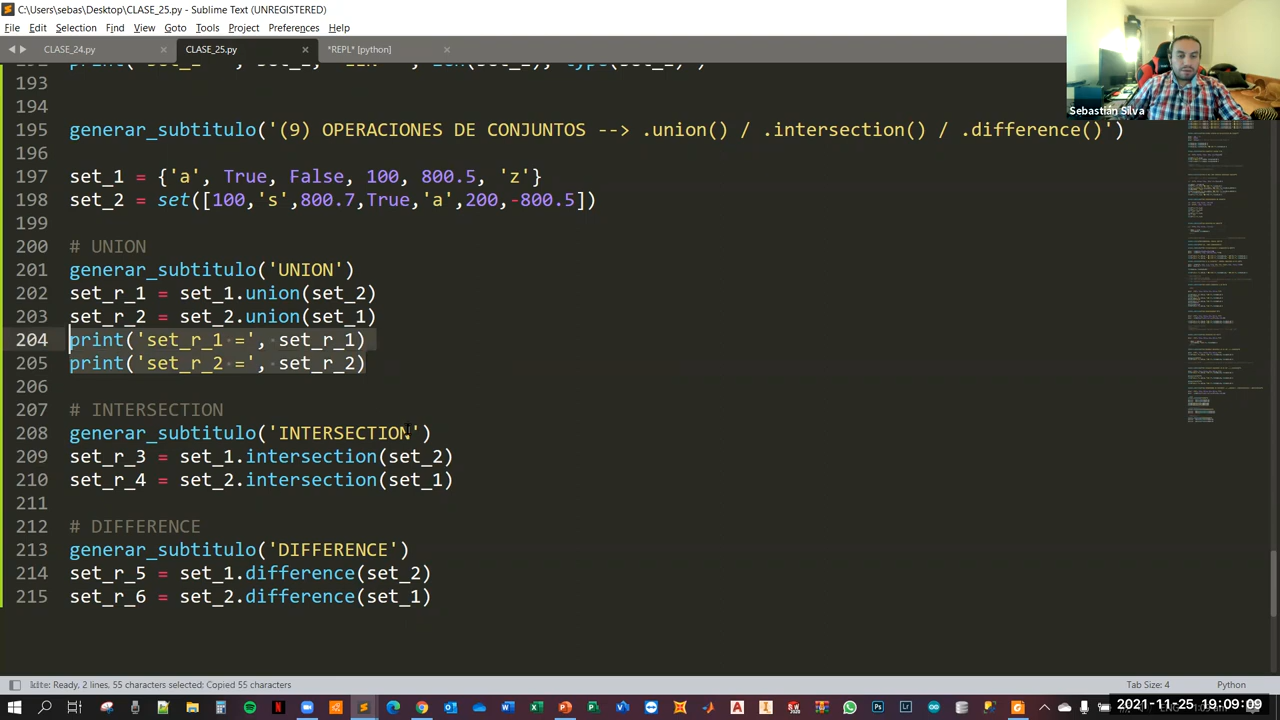 C:\Users\sebas\Desktop\CLASE_25.py - Sublime Text (UNREGISTERED)
File Edit Selection Find View Goto Tools Project Preferences Help
CLASE_24.py CLASE_25.py *REPL* [python]
Sebastián Silva
193
194
195 generar_subtitulo('(9) OPERACIONES DE CONJUNTOS --> .union() / .intersection() / .difference()')
196
197 set_1 = {'a', True, False, 100, 800.5, 'z'}
198 set_2 = set([100,'s',800.7,True,'a',200,-800.5])
199
200 # UNION
201 generar_subtitulo('UNION')
202 set_r_1 = set_1.union(set_2)
203 set_r_2 = set_2.union(set_1)
204 print('set_r_1 =', set_r_1)
205 print('set_r_2 =', set_r_2)
206
207 # INTERSECTION
208 generar_subtitulo('INTERSECTION')
209 set_r_3 = set_1.intersection(set_2)
210 set_r_4 = set_2.intersection(set_1)
211
212 # DIFFERENCE
213 generar_subtitulo('DIFFERENCE')
214 set_r_5 = set_1.difference(set_2)
215 set_r_6 = set_2.difference(set_1)
kite: Ready, 2 lines, 55 characters selected: Copied 55 characters Tab Size: 4 Python
2021-11-25 19:09:09